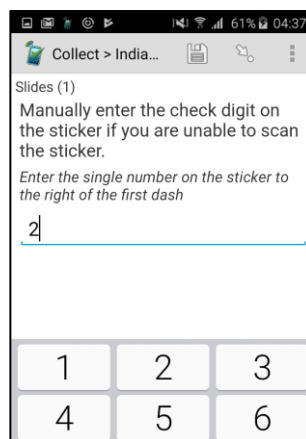 61% 04:37
Collect > India...
Slides (1)
Manually enter the check digit on
the sticker if you are unable to scan
the sticker.
Enter the single number on the sticker to
the right of the first dash
2
1 2 3
4 5 6